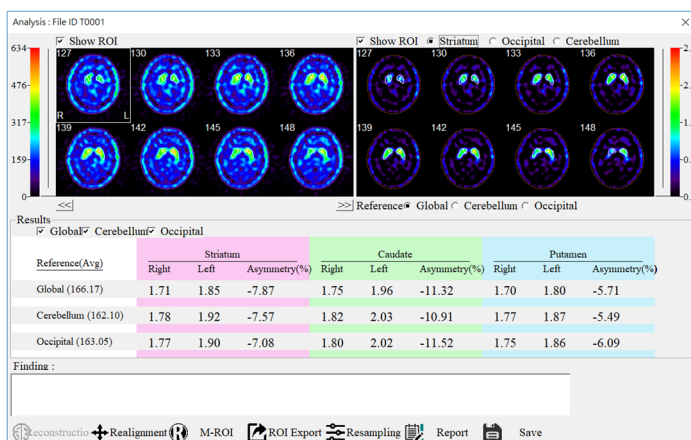 Analysis : File ID T0001
Show ROI
Show ROI Striatum Occipital Cerebellum
634 127 130 133 136 127 130 133 136
476
317 R L
139 142 145 148 139 142 145 148
159
0
<< >> Reference Global Cerebellum Occipital
Results
Global Cerebellum Occipital
Reference(Avg) Striatum Caudate Putamen
Right Left Asymmetry(%) Right Left Asymmetry(%) Right Left Asymmetry(%)
Global (166.17) 1.71 1.85 -7.87 1.75 1.96 -11.32 1.70 1.80 -5.71
Cerebellum (162.10) 1.78 1.92 -7.57 1.82 2.03 -10.91 1.77 1.87 -5.49
Occipital (163.05) 1.77 1.90 -7.08 1.80 2.02 -11.52 1.75 1.86 -6.09
Finding :
Reconstructio Realignment M-ROI ROI Export Resampling Report Save